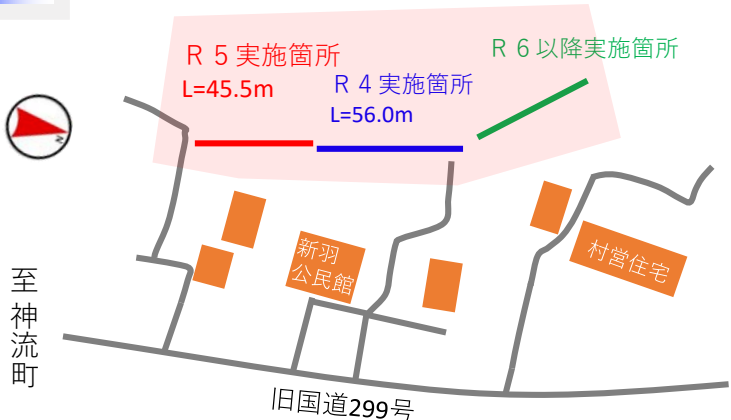 R5実施箇所
L=45.5m
R4実施箇所
L=56.0m
R6以降実施箇所
N
新羽
公民館
村営住宅
至神流町
旧国道299号